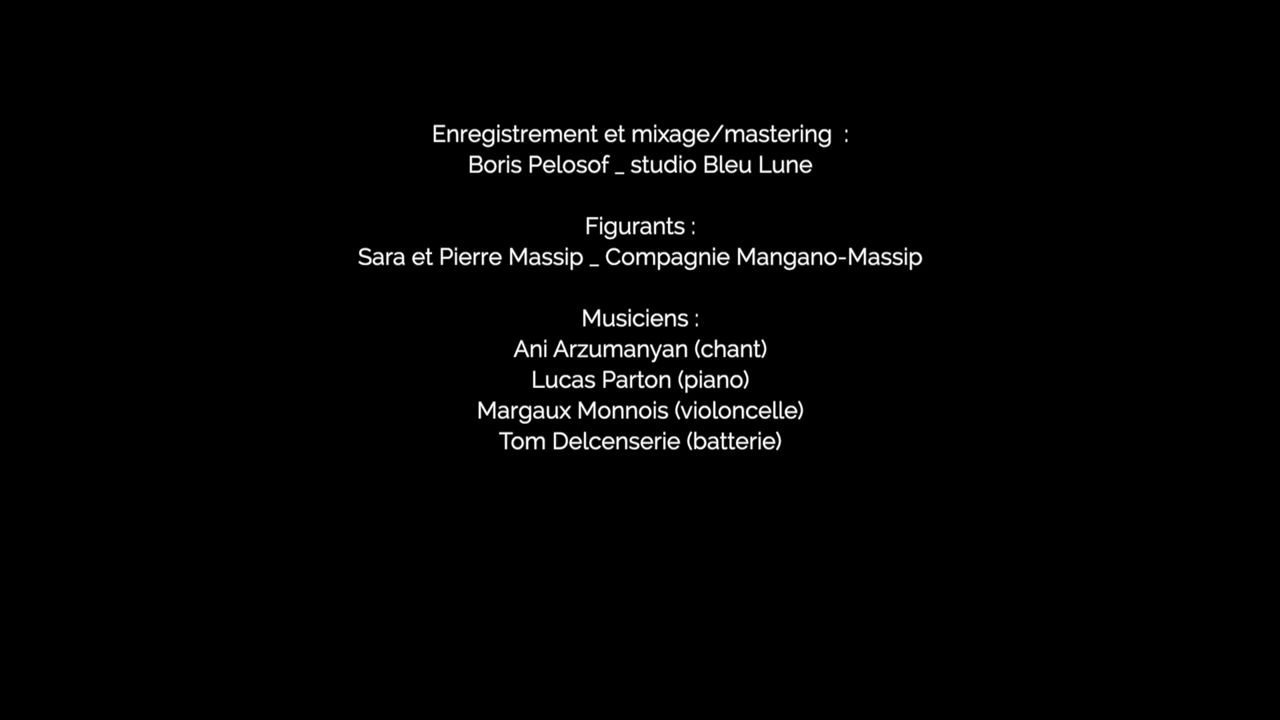 Enregistrement et mixage/mastering  :
Boris Pelosof _ studio Bleu Lune
Figurants :
Sara et Pierre Massip _ Compagnie Mangano-Massip
Musiciens :
Ani Arzumanyan (chant)
Lucas Parton (piano)
Margaux Monnois (violoncelle)
Tom Delcenserie (batterie)